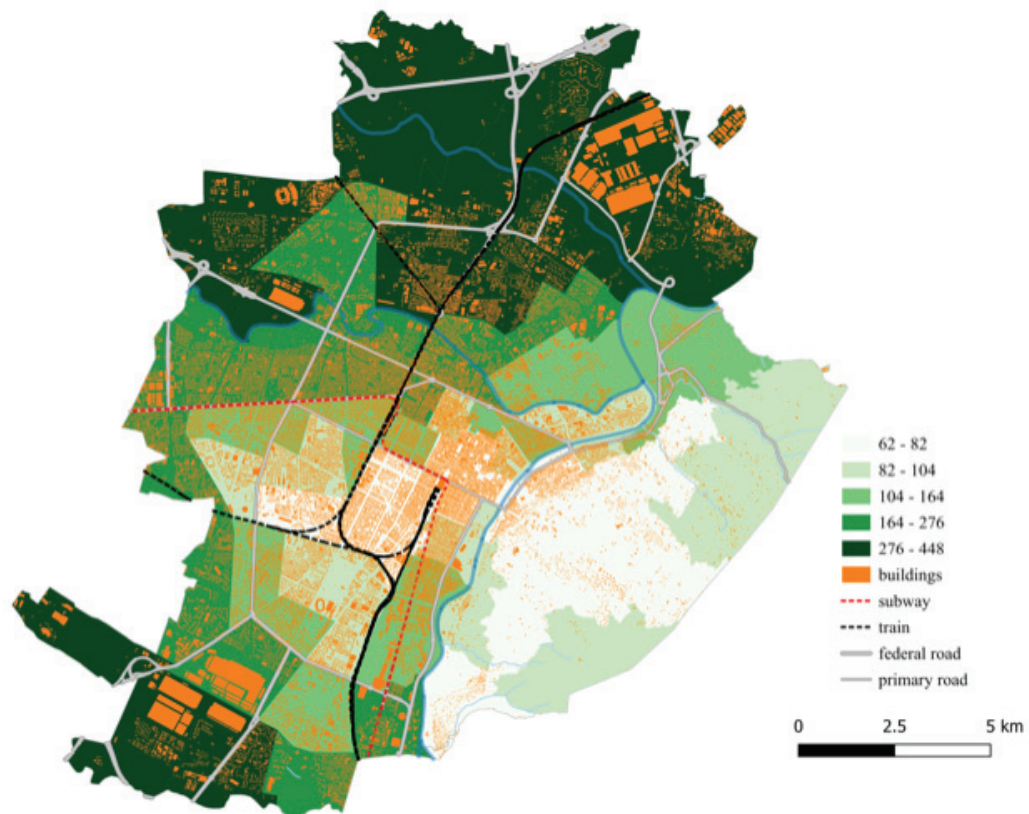 62 - 82
82 - 104
104 - 164
164 - 276
276 - 448
buildings
subway
train
federal road
primary road
0 2.5 5 km